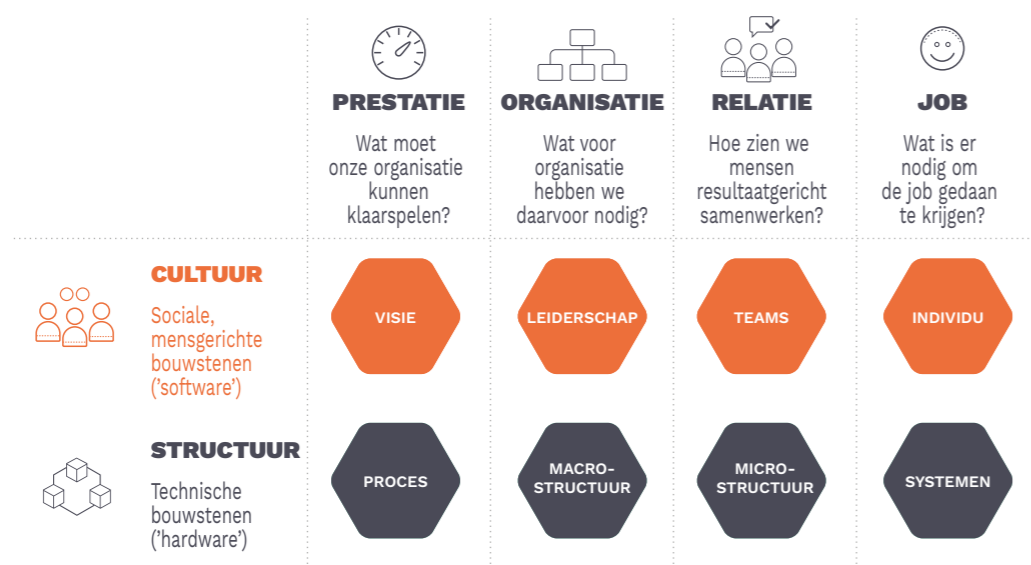 PRESTATIE
Wat moet
onze organisatie
kunnen
klaarspelen?
ORGANISATIE
Wat voor
organisatie
hebben we
daarvoor nodig?
RELATIE
Hoe zien we
mensen
resultaatgericht
samenwerken?
JOB
Wat is er
nodig om
de job gedaan
te krijgen?
CULTUUR
Sociale,
mensgerichte
bouwstenen
('software')
VISIE
LEIDERSCHAP
TEAMS
INDIVIDU
STRUCTUUR
Technische
bouwstenen
('hardware')
PROCES
MACRO-
STRUCTUUR
MICRO-
STRUCTUUR
SYSTEMEN